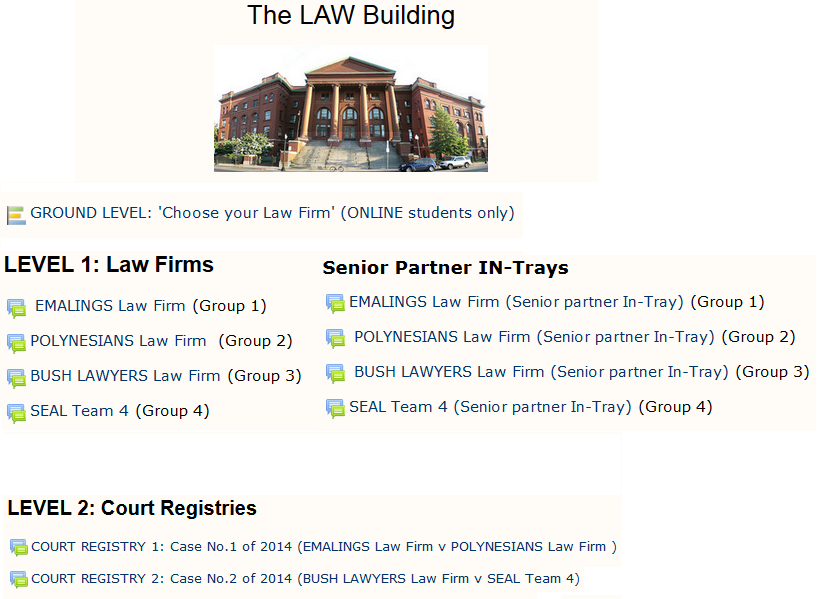 The LAW Building
GROUND LEVEL: 'Choose your Law Firm' (ONLINE students only)
LEVEL 1: Law Firms
EMALINGS Law Firm (Group 1)
POLYNESIANS Law Firm (Group 2)
BUSH LAWYERS Law Firm (Group 3)
SEAL Team 4 (Group 4)
Senior Partner IN-Trays
EMALINGS Law Firm (Senior partner In-Tray) (Group 1)
POLYNESIANS Law Firm (Senior partner In-Tray) (Group 2)
BUSH LAWYERS Law Firm (Senior partner In-Tray) (Group 3)
SEAL Team 4 (Senior partner In-Tray) (Group 4)
LEVEL 2: Court Registries
COURT REGISTRY 1: Case No.1 of 2014 (EMALINGS Law Firm v POLYNESIANS Law Firm )
COURT REGISTRY 2: Case No.2 of 2014 (BUSH LAWYERS Law Firm v SEAL Team 4)